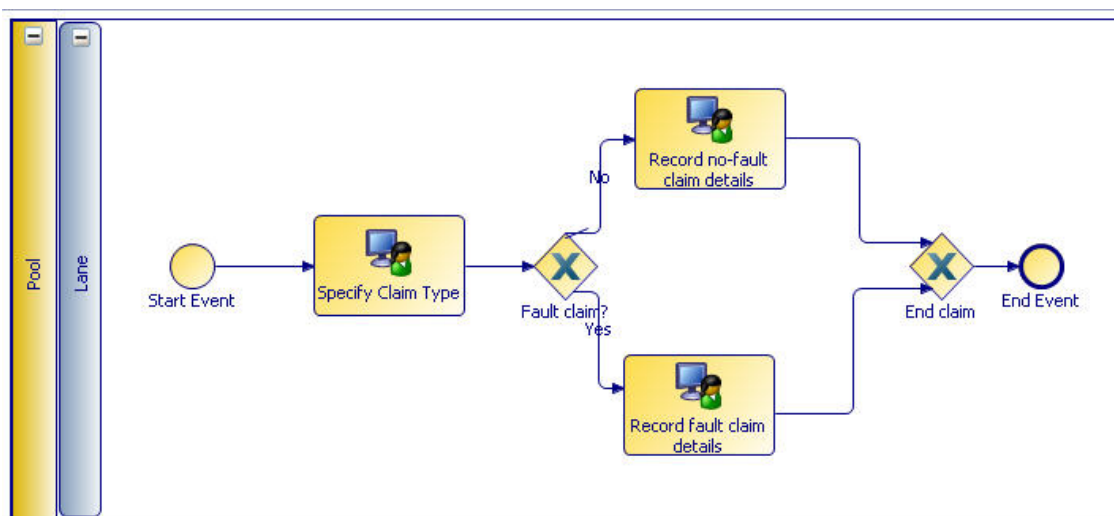 Pool
Lane
Start Event
Specify Claim Type
Fault claim?
No
Yes
Record no-fault
claim details
Record fault claim
details
End claim
End Event